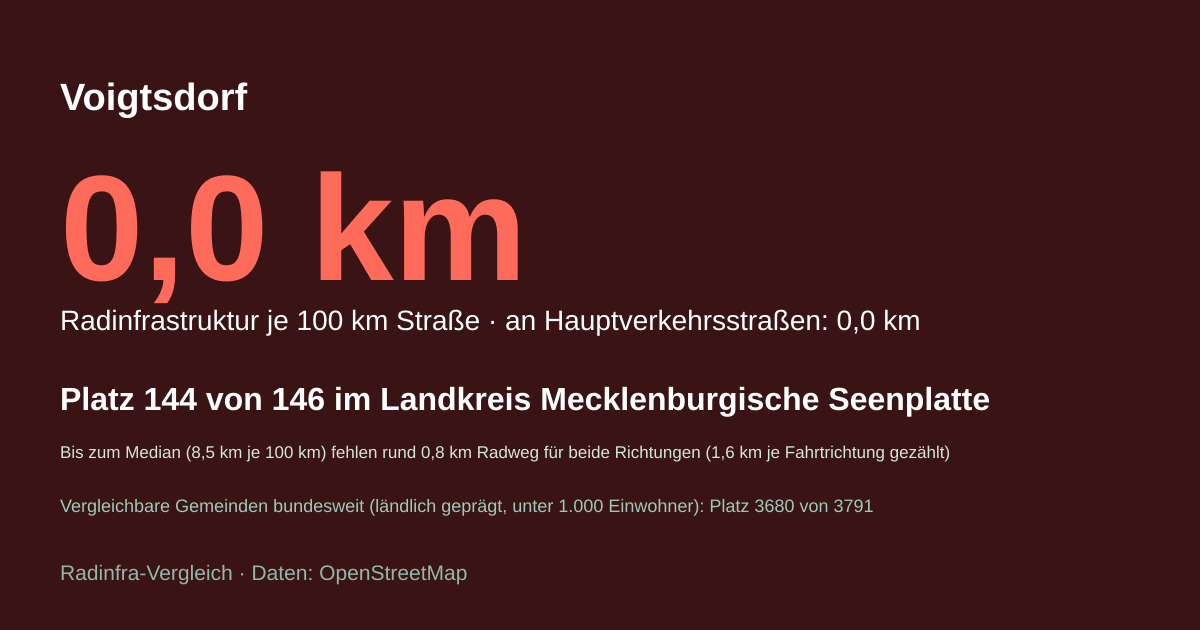 Voigtsdorf
0,0 km
Radinfrastruktur je 100 km Straße · an Hauptverkehrsstraßen: 0,0 km
Platz 144 von 146 im Landkreis Mecklenburgische Seenplatte
Bis zum Median (8,5 km je 100 km) fehlen rund 0,8 km Radweg für beide Richtungen (1,6 km je Fahrtrichtung gezählt)
Vergleichbare Gemeinden bundesweit (ländlich geprägt, unter 1.000 Einwohner): Platz 3680 von 3791
Radinfra-Vergleich · Daten: OpenStreetMap